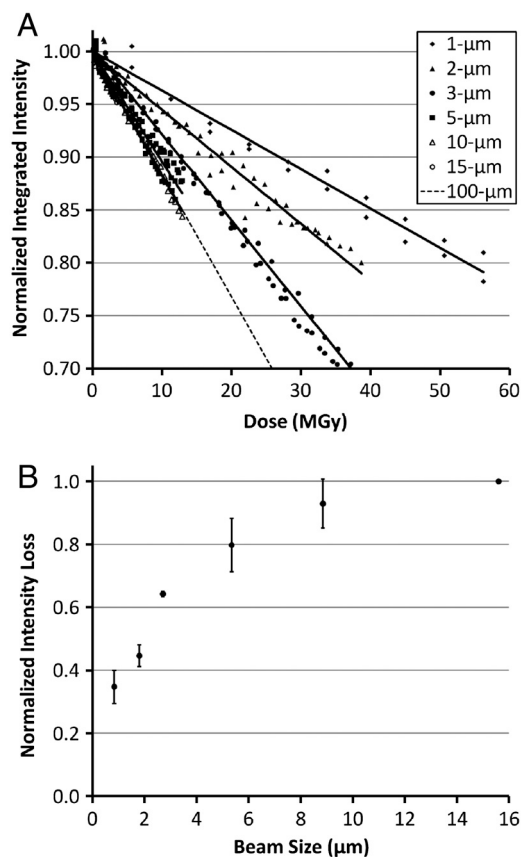 A
Normalized Integrated Intensity
1.00
0.95
0.90
0.85
0.80
0.75
0.70
0 10 20 30 40 50 60
Dose (MGy)
1-µm
2-µm
3-µm
5-µm
10-µm
15-µm
100-µm
B
Normalized Intensity Loss
1.0
0.8
0.6
0.4
0.2
0.0
0 2 4 6 8 10 12 14 16
Beam Size (µm)